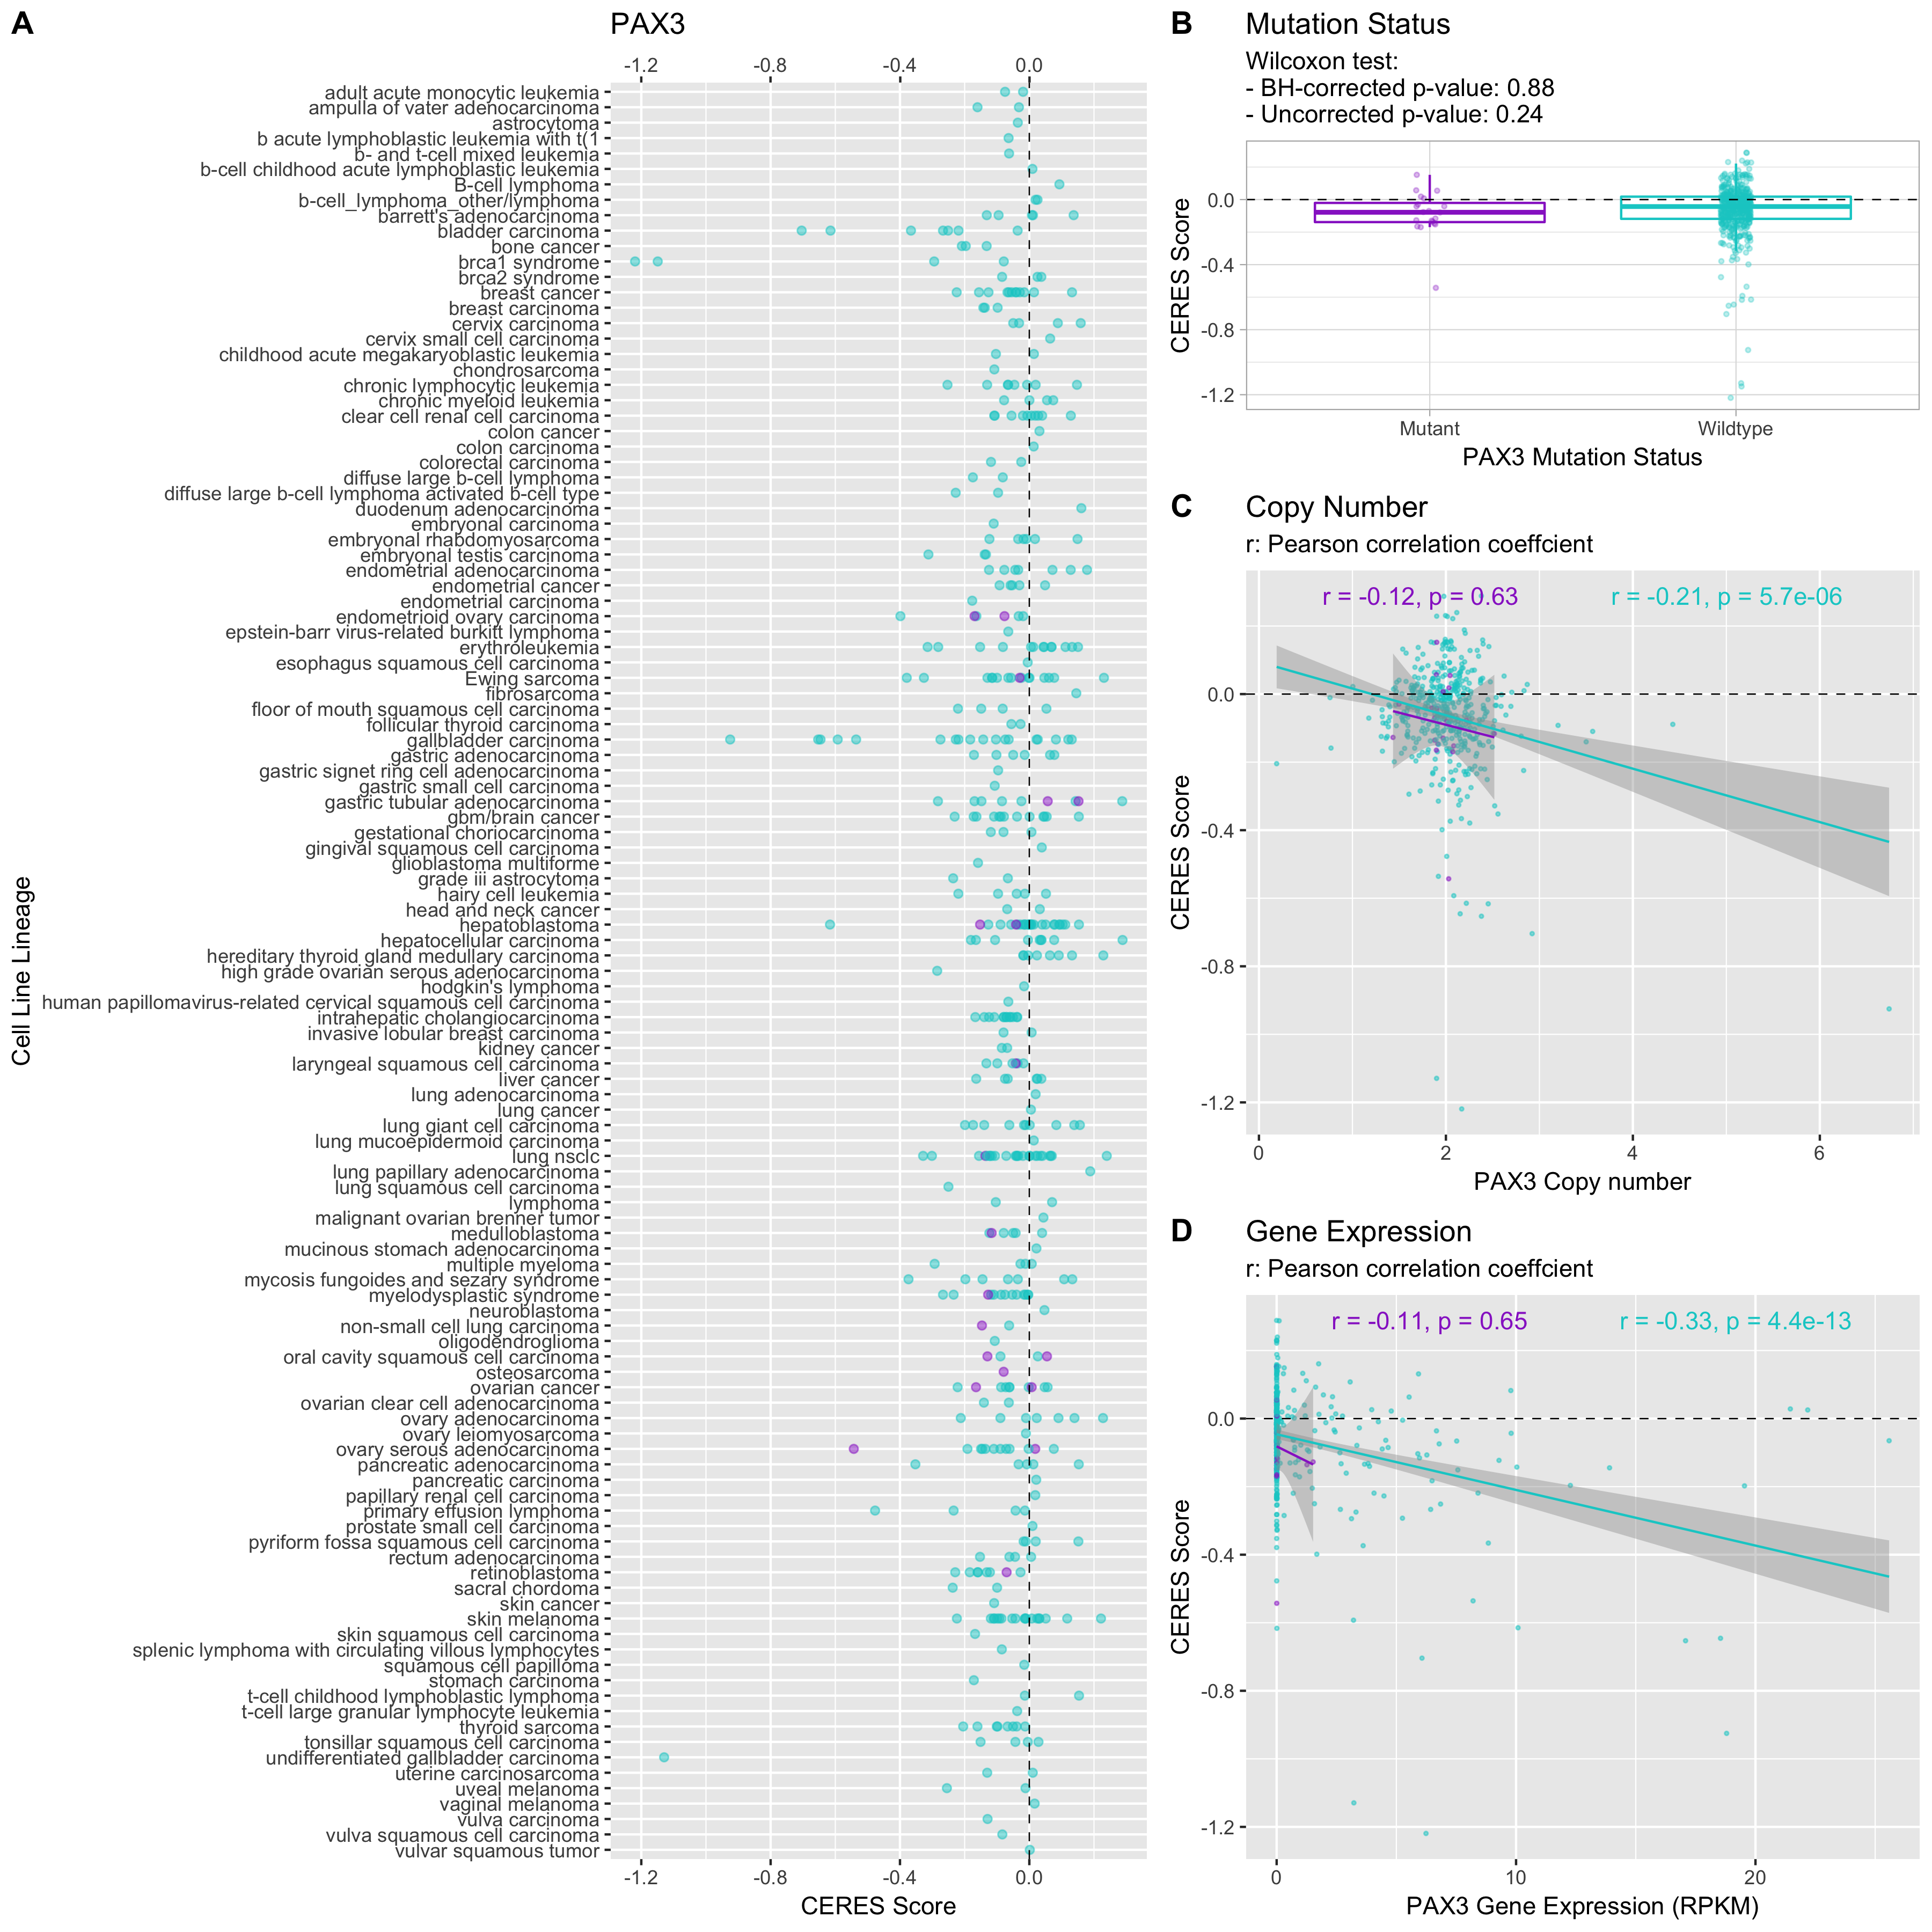 A
PAX3
-1.2 -0.8 -0.4 0.0
adult acute monocytic leukemia
ampulla of vater adenocarcinoma
astrocytoma
b acute lymphoblastic leukemia with t(1
b- and t-cell mixed leukemia
b-cell childhood acute lymphoblastic leukemia
B-cell lymphoma
b-cell_lymphoma_other/lymphoma
barrett's adenocarcinoma
bladder carcinoma
bone cancer
brca1 syndrome
brca2 syndrome
breast cancer
breast carcinoma
cervix carcinoma
cervix small cell carcinoma
childhood acute megakaryoblastic leukemia
chondrosarcoma
chronic lymphocytic leukemia
chronic myeloid leukemia
clear cell renal cell carcinoma
colon cancer
colon carcinoma
colorectal carcinoma
diffuse large b-cell lymphoma
diffuse large b-cell lymphoma activated b-cell type
duodenum adenocarcinoma
embryonal carcinoma
embryonal rhabdomyosarcoma
embryonal testis carcinoma
endometrial adenocarcinoma
endometrial cancer
endometrial carcinoma
endometrioid ovary carcinoma
epstein-barr virus-related burkitt lymphoma
erythroleukemia
esophagus squamous cell carcinoma
Ewing sarcoma
fibrosarcoma
floor of mouth squamous cell carcinoma
follicular thyroid carcinoma
gallbladder carcinoma
gastric adenocarcinoma
gastric signet ring cell adenocarcinoma
gastric small cell carcinoma
gastric tubular adenocarcinoma
gbm/brain cancer
gestational choriocarcinoma
gingival squamous cell carcinoma
glioblastoma multiforme
grade iii astrocytoma
hairy cell leukemia
head and neck cancer
hepatoblastoma
hepatocellular carcinoma
hereditary thyroid gland medullary carcinoma
high grade ovarian serous adenocarcinoma
hodgkin's lymphoma
human papillomavirus-related cervical squamous cell carcinoma
intrahepatic cholangiocarcinoma
invasive lobular breast carcinoma
kidney cancer
laryngeal squamous cell carcinoma
liver cancer
lung adenocarcinoma
lung cancer
lung giant cell carcinoma
lung mucoepidermoid carcinoma
lung nsclc
lung papillary adenocarcinoma
lung squamous cell carcinoma
lymphoma
malignant ovarian brenner tumor
medulloblastoma
mucinous stomach adenocarcinoma
multiple myeloma
mycosis fungoides and sezary syndrome
myelodysplastic syndrome
neuroblastoma
non-small cell lung carcinoma
oligodendroglioma
oral cavity squamous cell carcinoma
osteosarcoma
ovarian cancer
ovarian clear cell adenocarcinoma
ovary adenocarcinoma
ovary leiomyosarcoma
ovary serous adenocarcinoma
pancreatic adenocarcinoma
pancreatic carcinoma
papillary renal cell carcinoma
primary effusion lymphoma
prostate small cell carcinoma
pyriform fossa squamous cell carcinoma
rectum adenocarcinoma
retinoblastoma
sacral chordoma
skin cancer
skin melanoma
skin squamous cell carcinoma
splenic lymphoma with circulating villous lymphocytes
squamous cell papilloma
stomach carcinoma
t-cell childhood lymphoblastic lymphoma
t-cell large granular lymphocyte leukemia
thyroid sarcoma
tonsillar squamous cell carcinoma
undifferentiated gallbladder carcinoma
uterine carcinosarcoma
uveal melanoma
vaginal melanoma
vulva carcinoma
vulva squamous cell carcinoma
vulvar squamous tumor
-1.2 -0.8 -0.4 0.0
CERES Score
Cell Line Lineage
B
Mutation Status
Wilcoxon test:
- BH-corrected p-value: 0.88
- Uncorrected p-value: 0.24
0.0
-0.4
-0.8
-1.2
CERES Score
Mutant Wildtype
PAX3 Mutation Status
C
Copy Number
r: Pearson correlation coeffcient
r = -0.12, p = 0.63 r = -0.21, p = 5.7e-06
0.0
-0.4
-0.8
-1.2
CERES Score
0 2 4 6
PAX3 Copy number
D
Gene Expression
r: Pearson correlation coeffcient
r = -0.11, p = 0.65 r = -0.33, p = 4.4e-13
0.0
-0.4
-0.8
-1.2
CERES Score
0 10 20
PAX3 Gene Expression (RPKM)